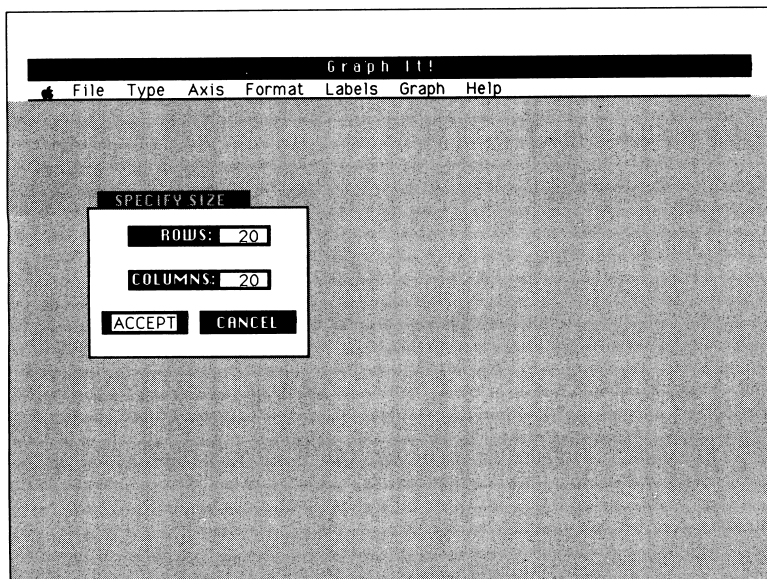 Graph It!
File Type Axis Format Labels Graph Help
SPECIFY SIZE
ROWS: 20
COLUMNS: 20
ACCEPT CANCEL